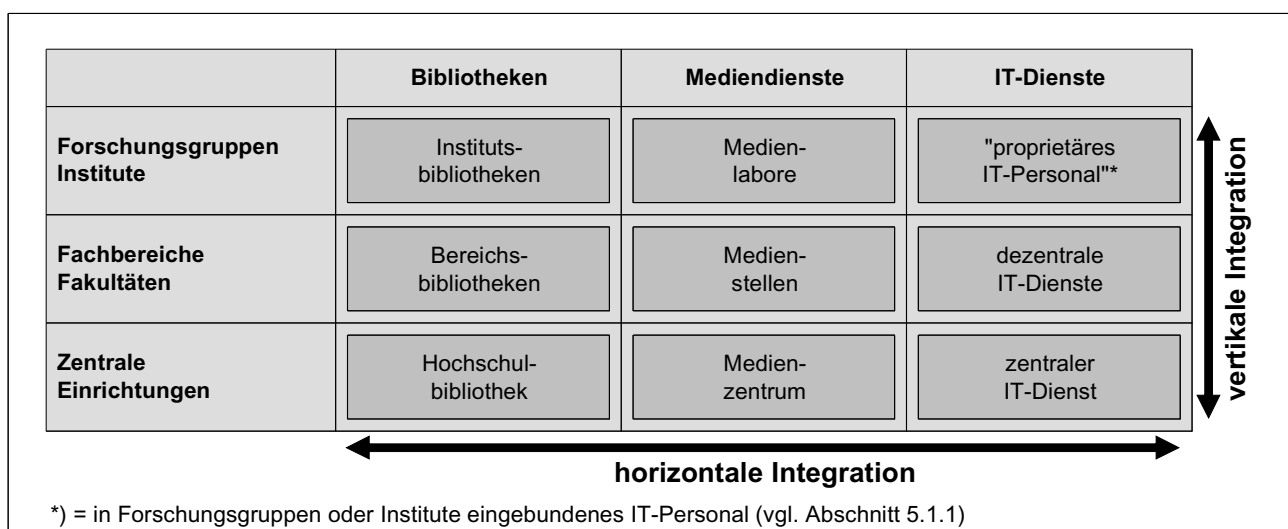 Bibliotheken
Mediendienste
IT-Dienste
Forschungsgruppen
Institute
Instituts-
bibliotheken
Medien-
labore
"proprietäres
IT-Personal"*
Fachbereiche
Fakultäten
Bereichs-
bibliotheken
Medien-
stellen
dezentrale
IT-Dienste
Zentrale
Einrichtungen
Hochschul-
bibliothek
Medien-
zentrum
zentraler
IT-Dienst
vertikale Integration
horizontale Integration
*) = in Forschungsgruppen oder Institute eingebundenes IT-Personal (vgl. Abschnitt 5.1.1)